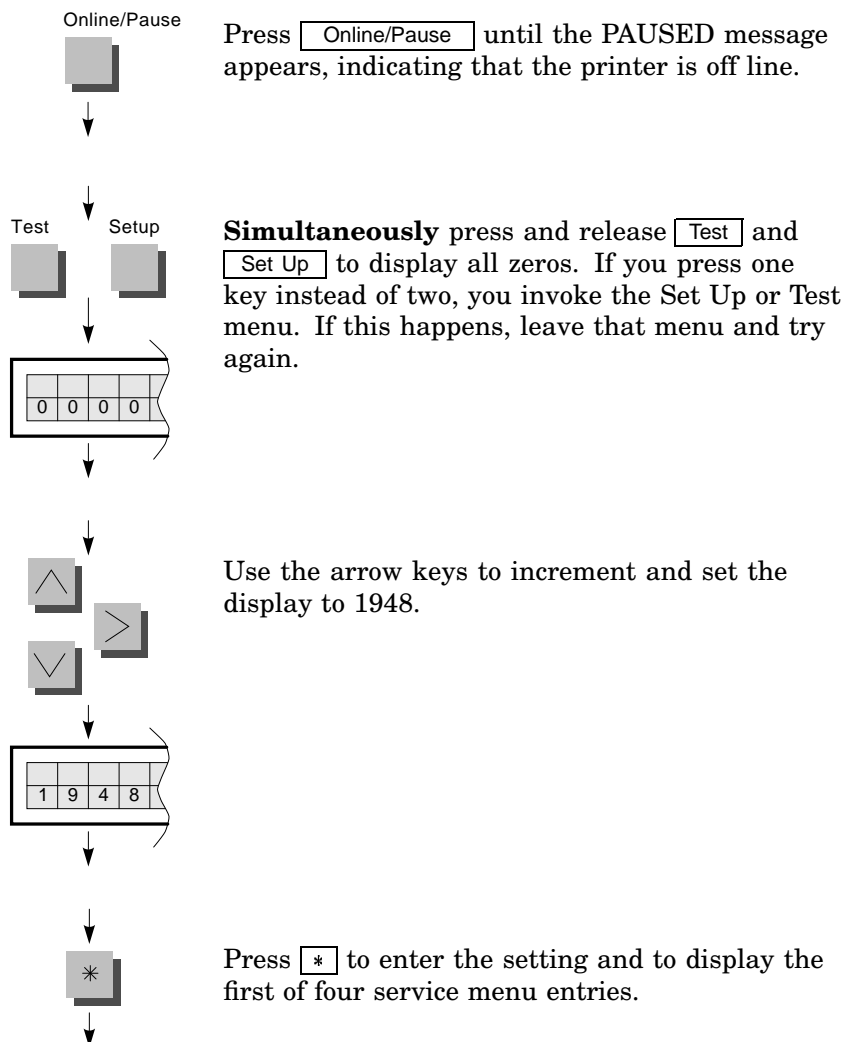 Online/Pause
Press Online/Pause until the PAUSED message
appears, indicating that the printer is off line.
Test Setup
Simultaneously press and release Test and
Set Up to display all zeros. If you press one
key instead of two, you invoke the Set Up or Test
menu. If this happens, leave that menu and try
again.
0 0 0 0
Use the arrow keys to increment and set the
display to 1948.
1 9 4 8
*
Press * to enter the setting and to display the
first of four service menu entries.